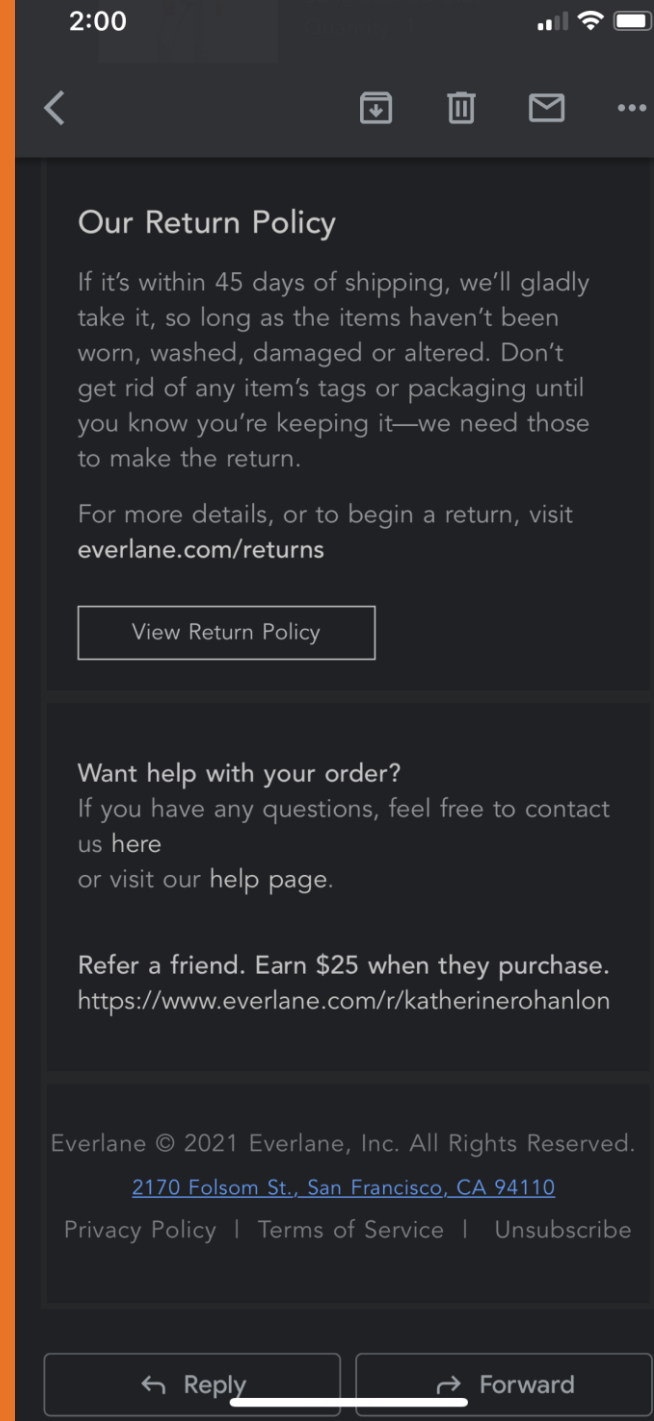 2:00
Our Return Policy
If it's within 45 days of shipping, we'll gladly
take it, so long as the items haven't been
worn, washed, damaged or altered. Don't
get rid of any item's tags or packaging until
you know you're keeping it—we need those
to make the return.
For more details, or to begin a return, visit
everlane.com/returns
View Return Policy
Want help with your order?
If you have any questions, feel free to contact
us here
or visit our help page.
Refer a friend. Earn $25 when they purchase.
https://www.everlane.com/r/katherinerohanlon
Everlane © 2021 Everlane, Inc. All Rights Reserved.
2170 Folsom St., San Francisco, CA 94110
Privacy Policy | Terms of Service | Unsubscribe
Reply Forward